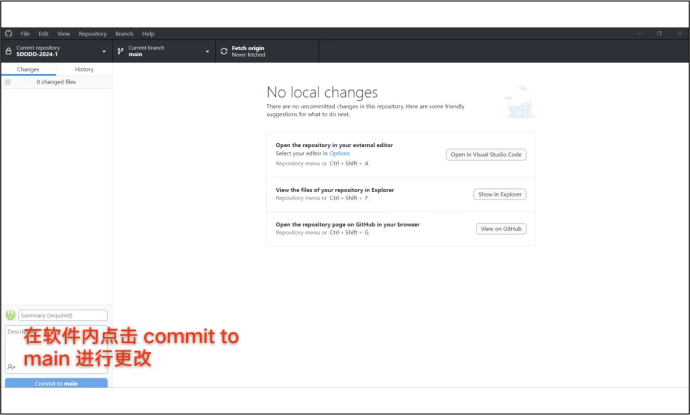 File Edit View Repository Branch Help
Current repository
SDODO-2024-1
Current branch
main
Fetch origin
Never fetched
Changes
History
0 changed files
No local changes
There are no uncommitted changes in this repository. Here are some friendly
suggestions for what to do next.
Open the repository in your external editor
Select your editor in Options
Repository menu or Ctrl + Shift + A
Open in Visual Studio Code
View the files of your repository in Explorer
Repository menu or Ctrl + Shift + F
Show in Explorer
Open the repository page on GitHub in your browser
Repository menu or Ctrl + Shift + G
View on GitHub
Summary (required)
在软件内点击 commit to
main 进行更改
Commit to main